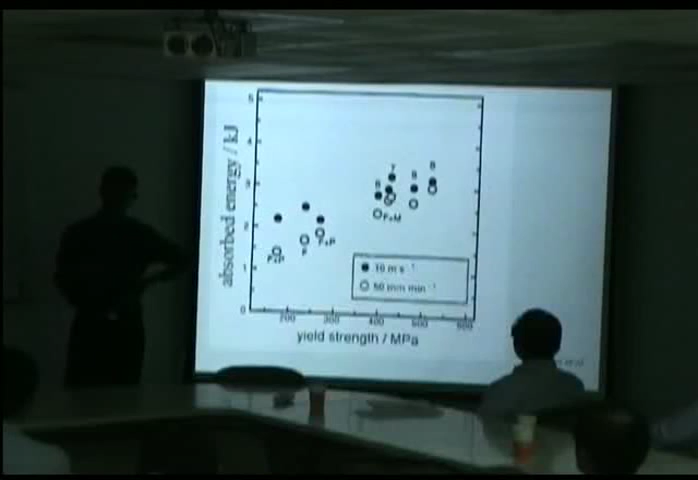 5
absorbed energy / kJ
4
3
2
1
0
T
B
B
B
F+M
F+P
F
10 m s⁻¹
50 mm min⁻¹
200
300
400
500
600
yield strength / MPa